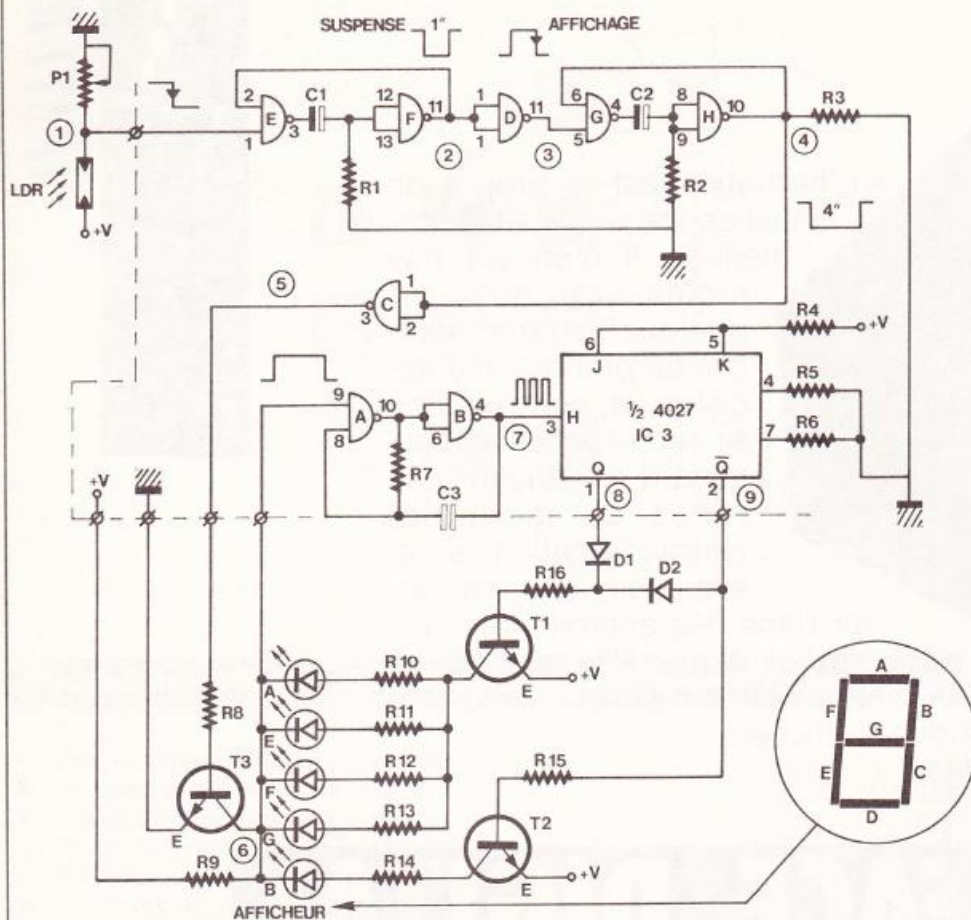 SUSPENSE 1" AFFICHAGE
P1
2 C1 12 1 6 C2 8
E F 11 D 11 G 4 H 10 R3
1 3 13 1 5 9
1 2 3 4
LDR
R1 R2
+V
4"
5
1
3 C
2
R4
+V
6 5
J K
9
10 4
A B
8 6
7
3 H
½ 4027
IC 3
4 R5
7 R6
R7
C3
Q Q̅
1 8 2 9
+V
D1
R16 D2
T1
A R10 E +V
R8 E R11
F R12 R15
T3 G R13 T2
E 6
R9 B R14 E +V
AFFICHEUR
A
F B
G
E C
D